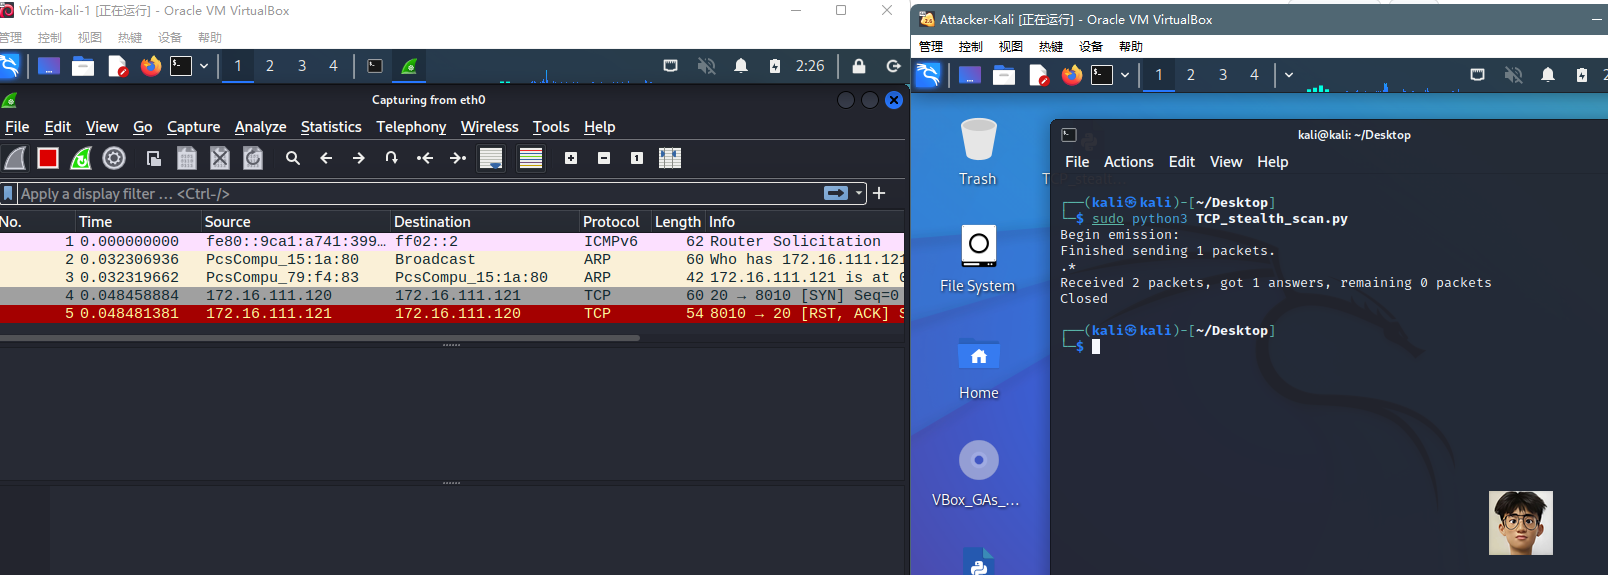 Victim-kali-1 [正在运行] - Oracle VM VirtualBox
管理 控制 视图 热键 设备 帮助
1 2 3 4 2:26
Capturing from eth0
File Edit View Go Capture Analyze Statistics Telephony Wireless Tools Help
Apply a display filter … <Ctrl-/>
No. Time Source Destination Protocol Length Info
1 0.000000000 fe80::9ca1:a741:399… ff02::2 ICMPv6 62 Router Solicitation
2 0.032306936 PcsCompu_15:1a:80 Broadcast ARP 60 Who has 172.16.111.121
3 0.032319662 PcsCompu_79:f4:83 PcsCompu_15:1a:80 ARP 42 172.16.111.121 is at 0
4 0.048458884 172.16.111.120 172.16.111.121 TCP 60 20 → 8010 [SYN] Seq=0
5 0.048481381 172.16.111.121 172.16.111.120 TCP 54 8010 → 20 [RST, ACK] S
Attacker-Kali [正在运行] - Oracle VM VirtualBox
管理 控制 视图 热键 设备 帮助
1 2 3 4 2
Trash
File System
Home
VBox_GAs_…
kali@kali: ~/Desktop
File Actions Edit View Help
┌──(kali㉿kali)-[~/Desktop]
└─$ sudo python3 TCP_stealth_scan.py
Begin emission:
Finished sending 1 packets.
.*
Received 2 packets, got 1 answers, remaining 0 packets
Closed
┌──(kali㉿kali)-[~/Desktop]
└─$